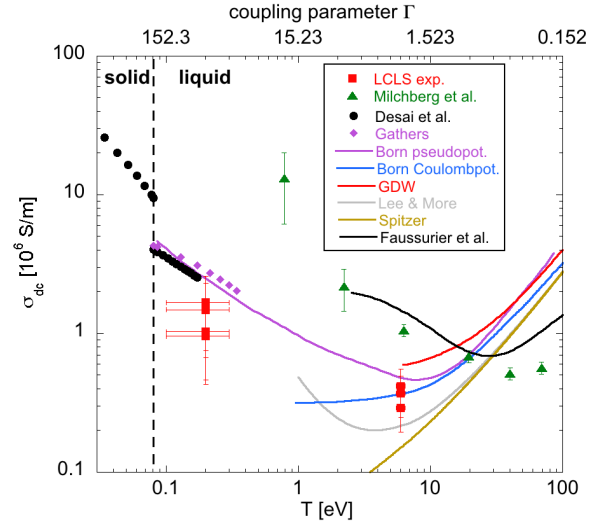 coupling parameter Γ
152.3 15.23 1.523 0.152
100
solid liquid
LCLS exp.
Milchberg et al.
Desai et al.
Gathers
Born pseudopot.
Born Coulombpot.
GDW
Lee & More
Spitzer
Faussurier et al.
10
σdc [10⁶ S/m]
1
0.1
0.1 1 10 100
T [eV]